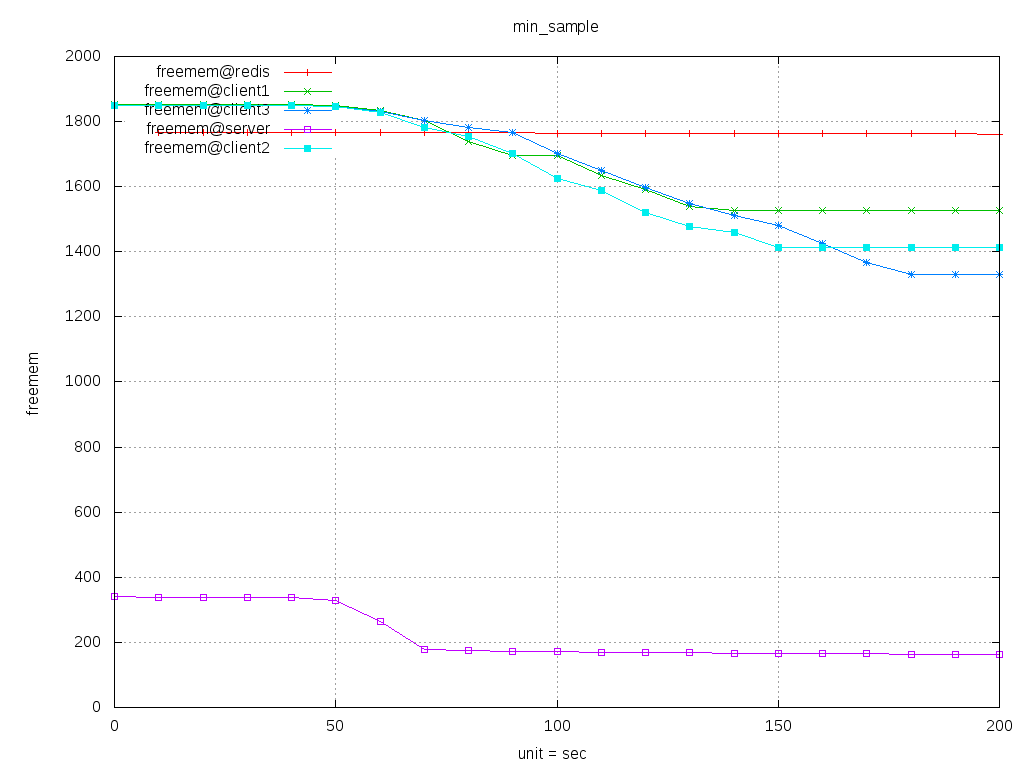 min_sample
2000
1800
1600
1400
1200
1000
800
600
400
200
0
freemem
freemem@redis
freemem@client1
freemem@client3
freemem@server
freemem@client2
0 50 100 150 200
unit = sec